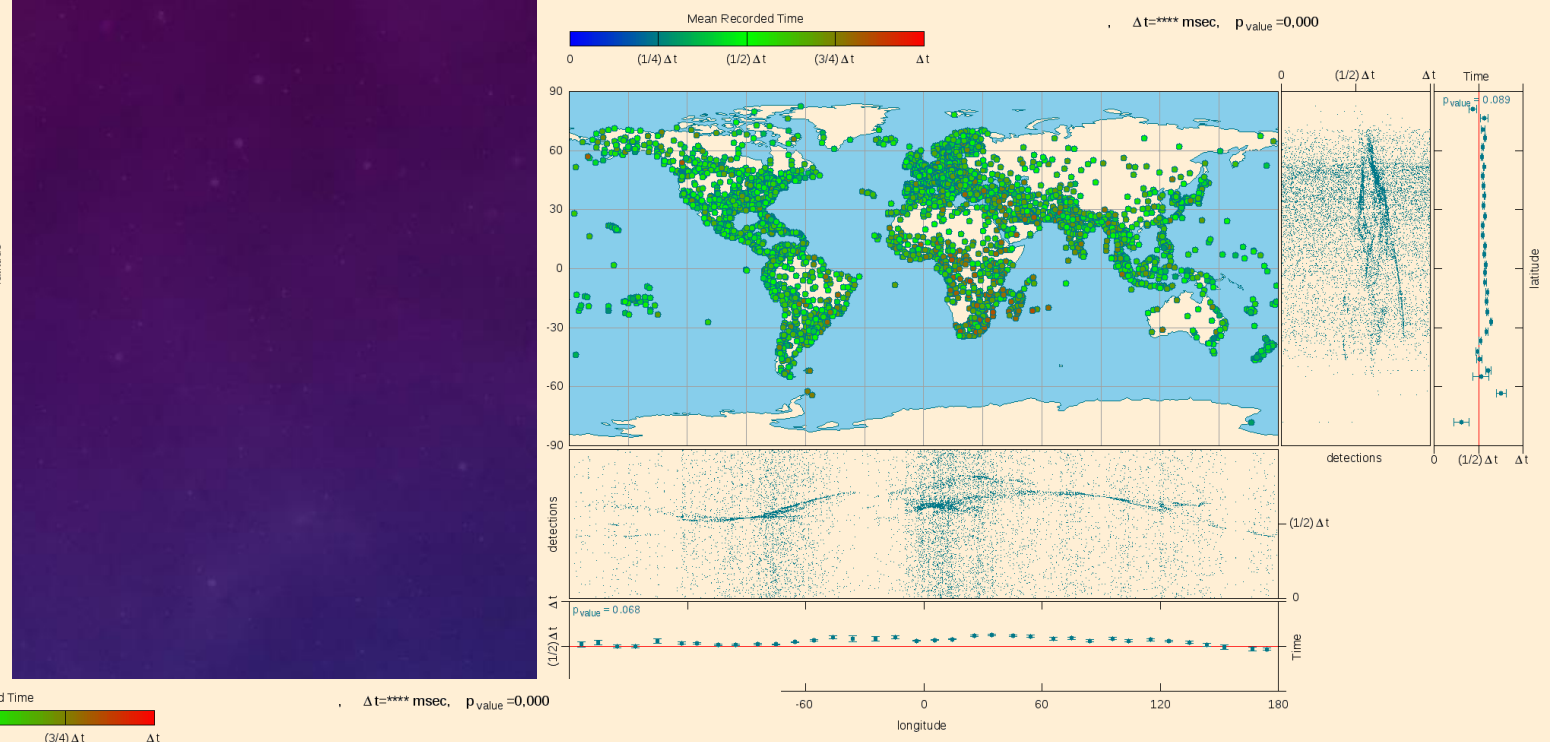 Mean Recorded Time
0 (1/4) Δt (1/2) Δt (3/4) Δt Δt
, Δt=**** msec, p value =0,000
0 (1/2) Δt Δt Time
p value = 0.089
90
60
30
0
-30
-60
-90
latitude
detections
0 (1/2) Δt Δt
detections
(1/2) Δt
0
Δt
(1/2) Δt
p value = 0.068
Time
-60 0 60 120 180
longitude
d Time
(3/4) Δt Δt
, Δt=**** msec, p value =0,000